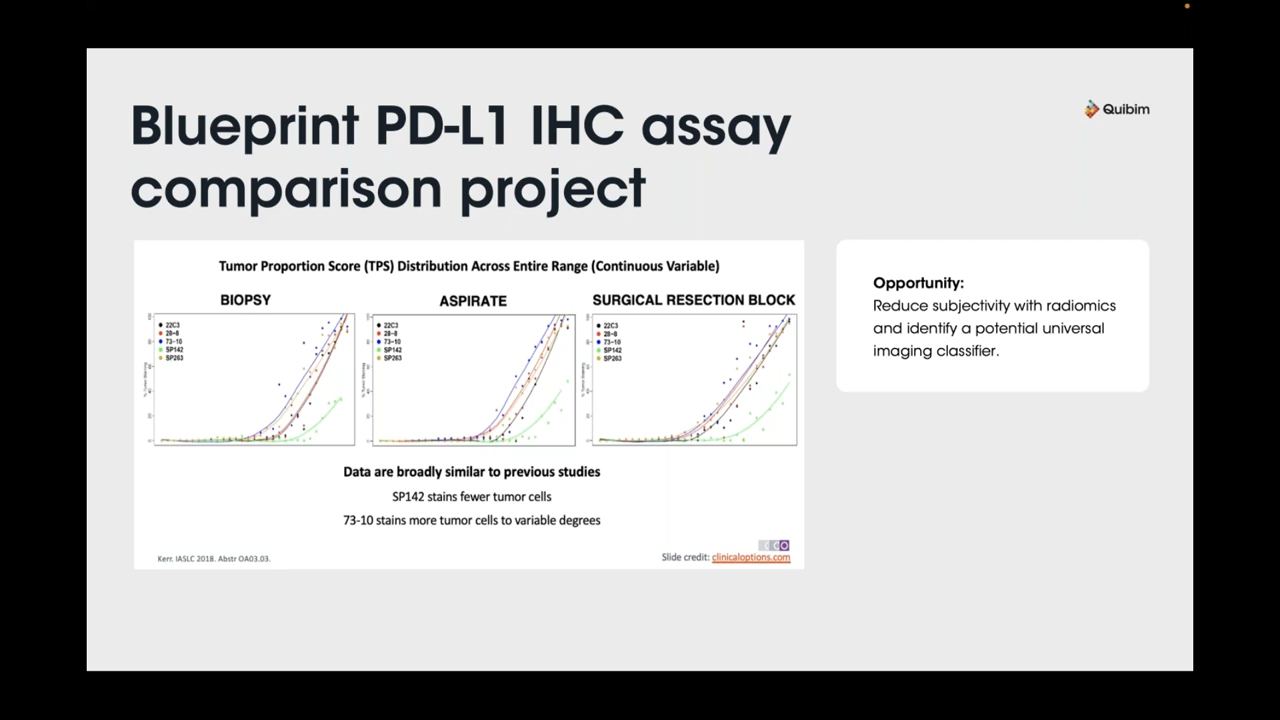 Blueprint PD-L1 IHC assay
comparison project
Quibim
Tumor Proportion Score (TPS) Distribution Across Entire Range (Continuous Variable)
BIOPSY
ASPIRATE
SURGICAL RESECTION BLOCK
22C3
28-8
73-10
SP142
SP263
22C3
28-8
73-10
SP142
SP263
22C3
28-8
73-10
SP142
SP263
Data are broadly similar to previous studies
SP142 stains fewer tumor cells
73-10 stains more tumor cells to variable degrees
Kerr. IASLC 2018. Abstr OA03.03.
Slide credit: clinicaloptions.com
Opportunity:
Reduce subjectivity with radiomics
and identify a potential universal
imaging classifier.